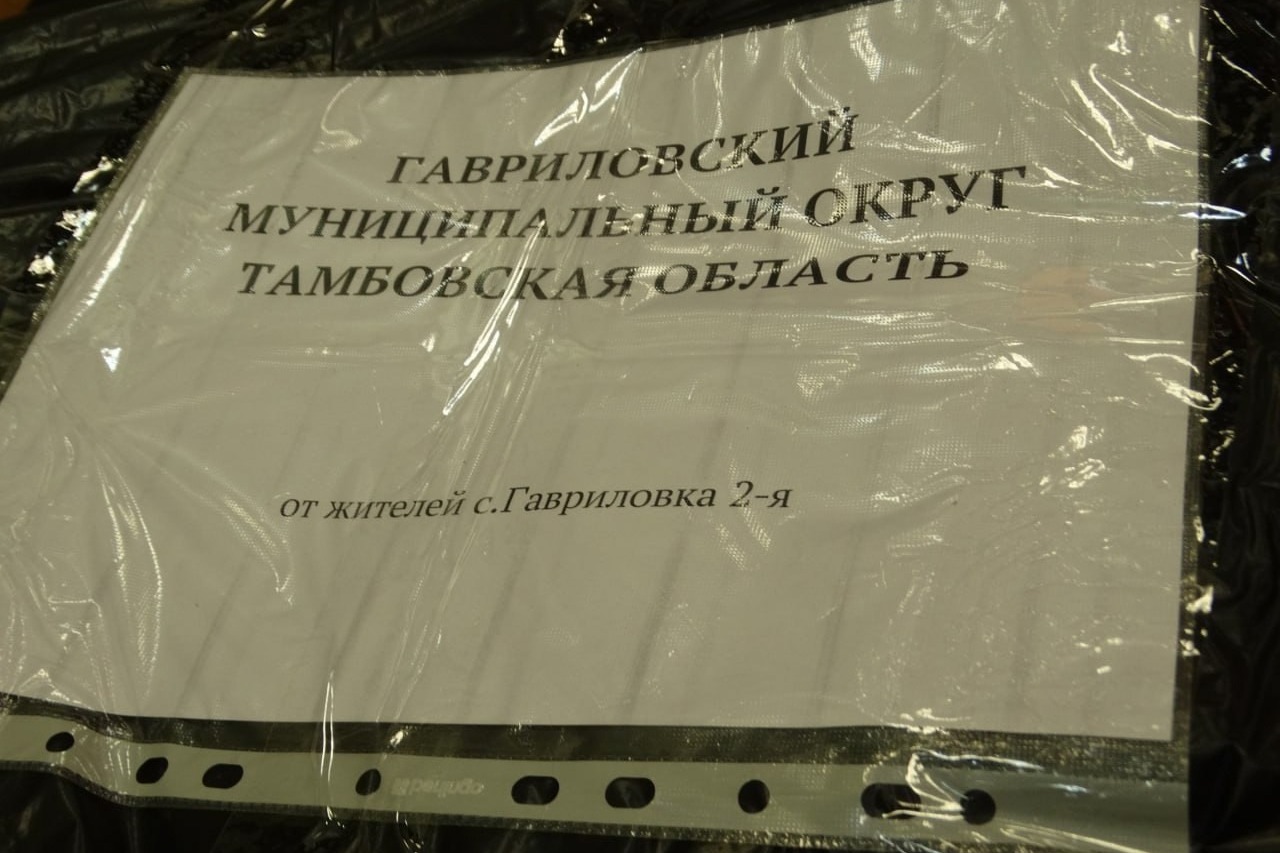 ГАВРИЛОВСКИЙ
МУНИЦИПАЛЬНЫЙ ОКРУГ
ТАМБОВСКАЯ ОБЛАСТЬ
от жителей с.Гавриловка 2-я